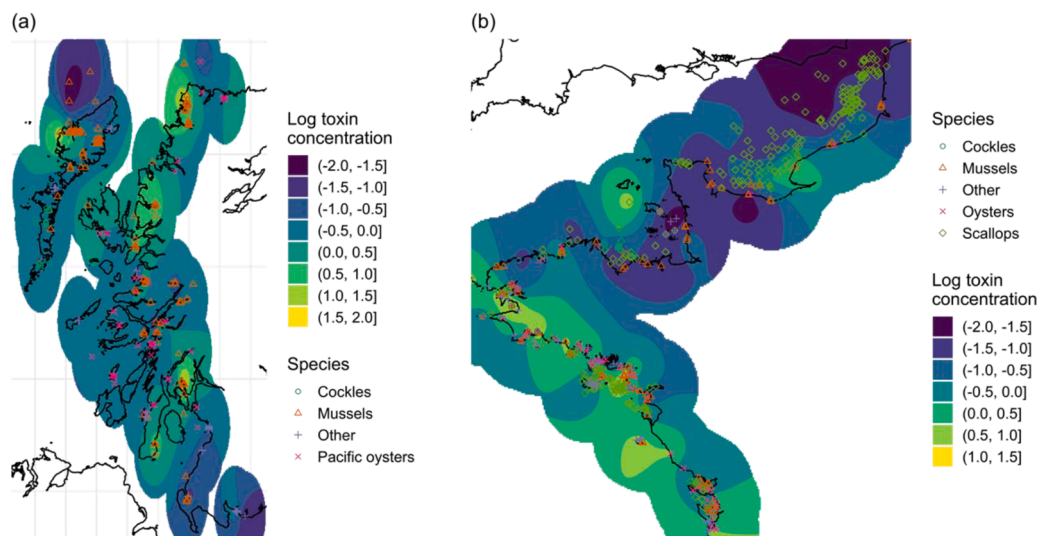 (a)
Log toxin
concentration
(-2.0, -1.5]
(-1.5, -1.0]
(-1.0, -0.5]
(-0.5, 0.0]
(0.0, 0.5]
(0.5, 1.0]
(1.0, 1.5]
(1.5, 2.0]
Species
Cockles
Mussels
Other
Pacific oysters
(b)
Species
Cockles
Mussels
Other
Oysters
Scallops
Log toxin
concentration
(-2.0, -1.5]
(-1.5, -1.0]
(-1.0, -0.5]
(-0.5, 0.0]
(0.0, 0.5]
(0.5, 1.0]
(1.0, 1.5]